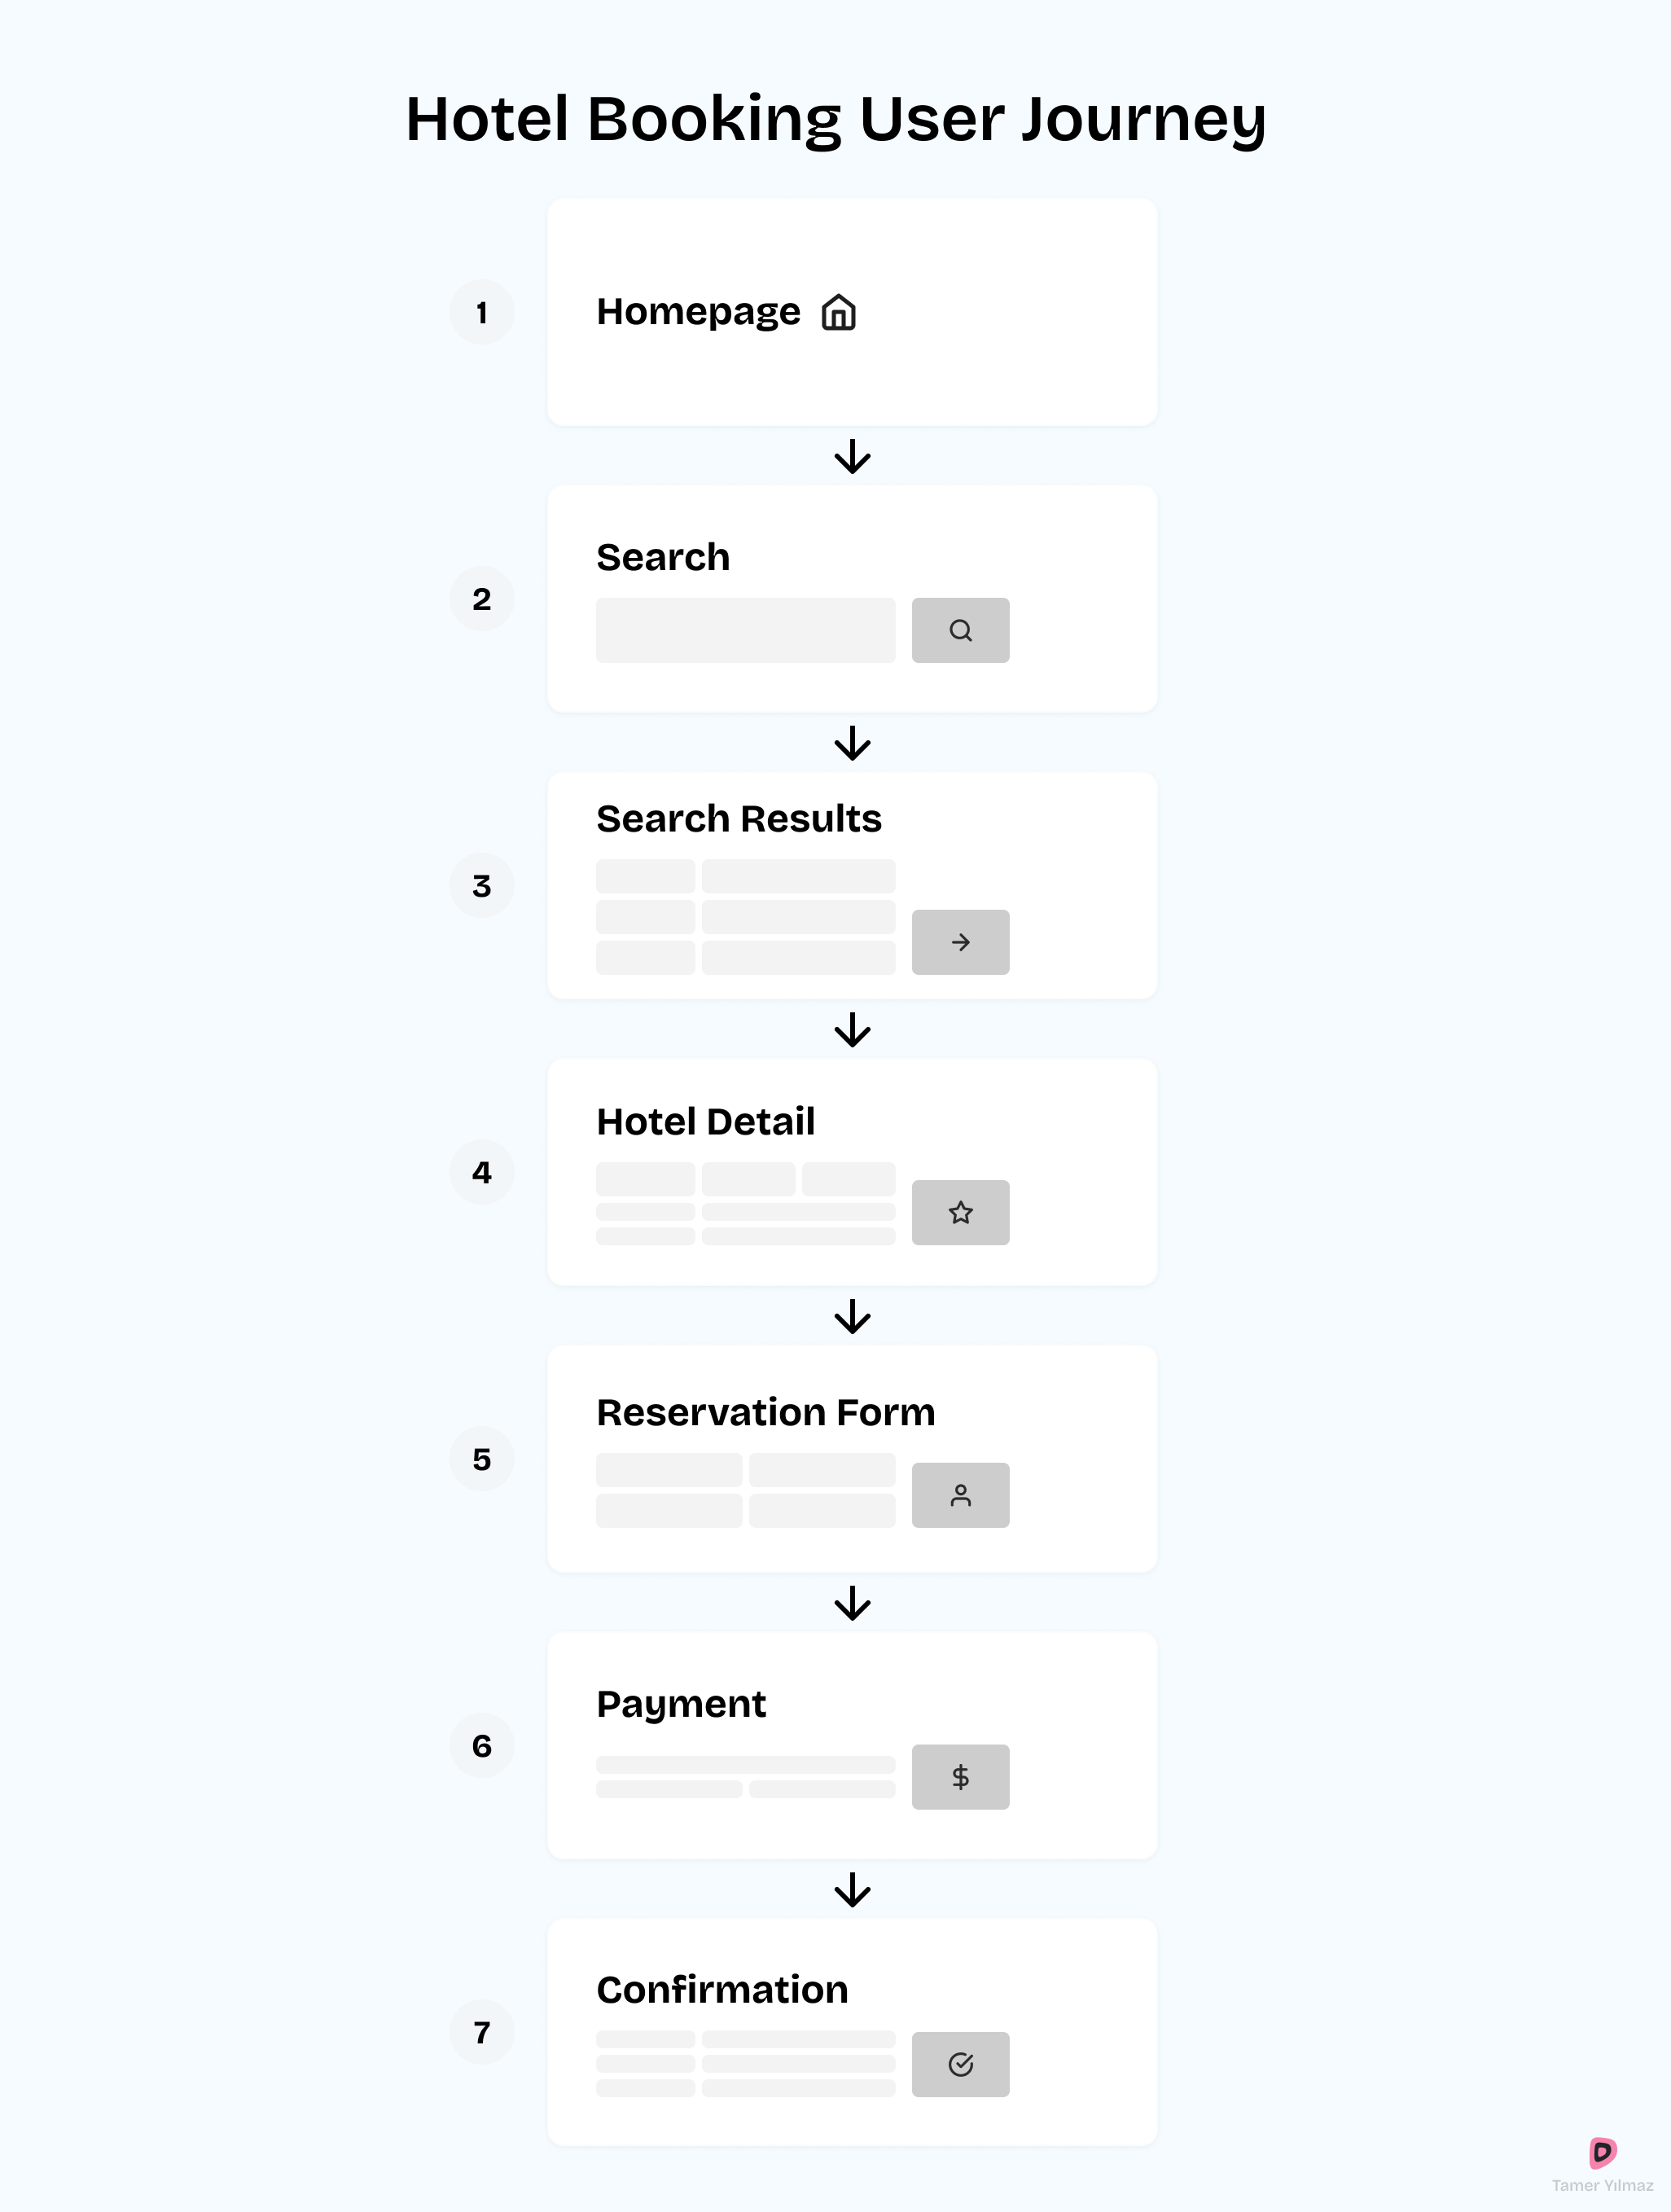 Hotel Booking User Journey
1
Homepage
2
Search
3
Search Results
4
Hotel Detail
5
Reservation Form
6
Payment
$
7
Confirmation
Tamer Yılmaz